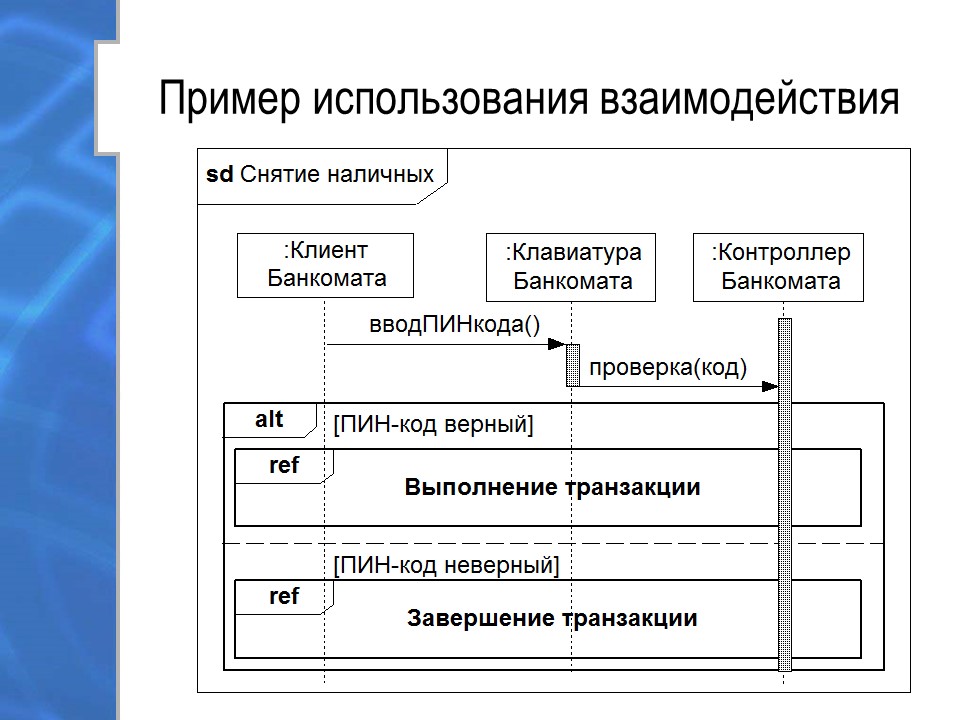 Пример использования взаимодействия
sd Снятие наличных
:Клиент
Банкомата
:Клавиатура
Банкомата
:Контроллер
Банкомата
вводПИНкода()
проверка(код)
alt
[ПИН-код верный]
ref
Выполнение транзакции
[ПИН-код неверный]
ref
Завершение транзакции